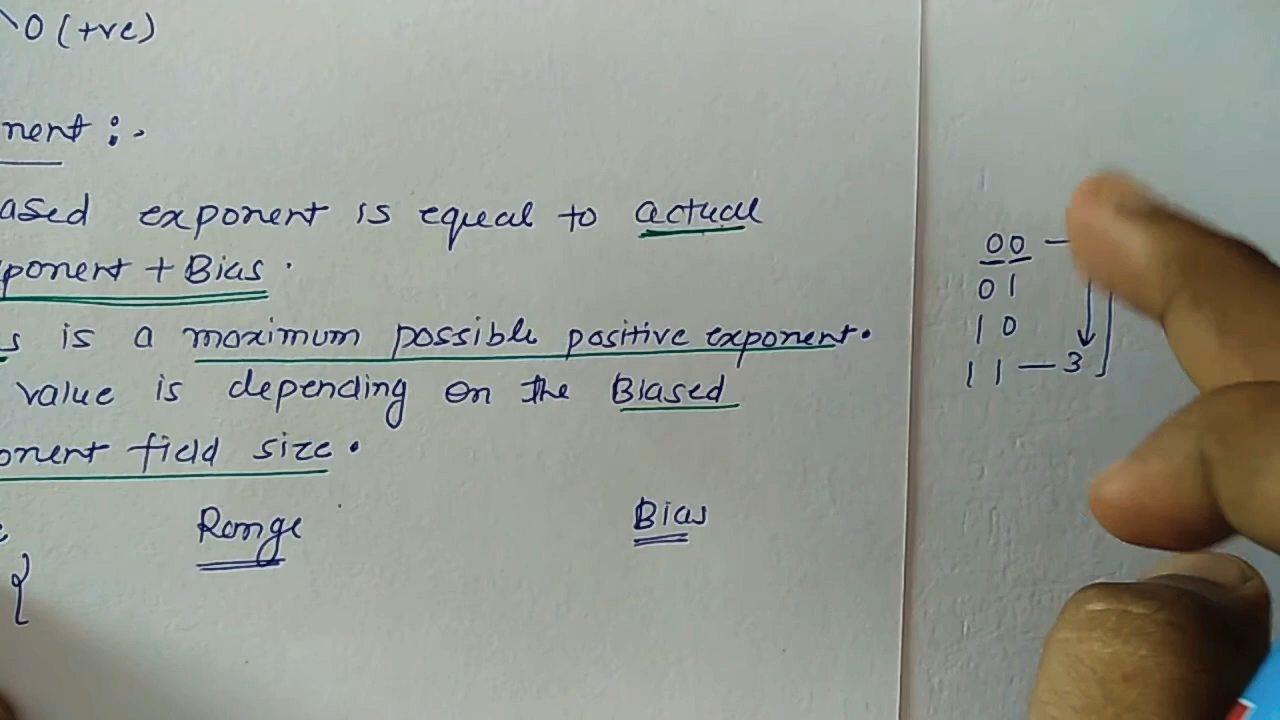 0 (+ve)
nent :-
ased exponent is equal to actual
ponent + Bias.
s is a maximum possible positive exponent.
value is depending on the Biased
onent field size.
Range Bias
{
00 —
01
10
11 — 3